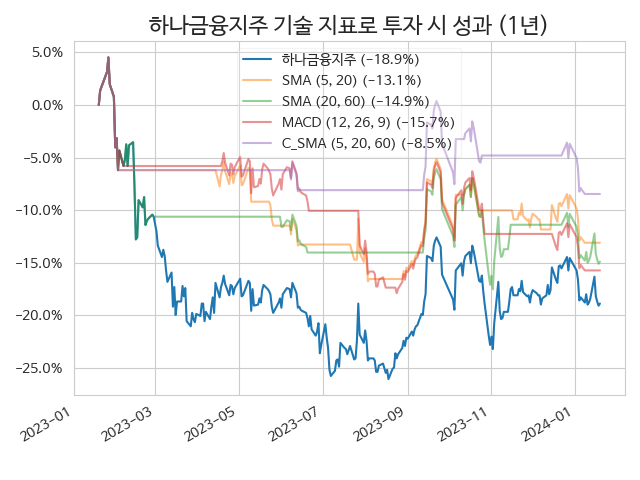 하나금융지주 기술 지표로 투자 시 성과 (1년)
하나금융지주 (−18.9%)
SMA (5, 20) (−13.1%)
SMA (20, 60) (−14.9%)
MACD (12, 26, 9) (−15.7%)
C_SMA (5, 20, 60) (−8.5%)
5.0%
0.0%
−5.0%
−10.0%
−15.0%
−20.0%
−25.0%
2023−01
2023−03
2023−05
2023−07
2023−09
2023−11
2024−01